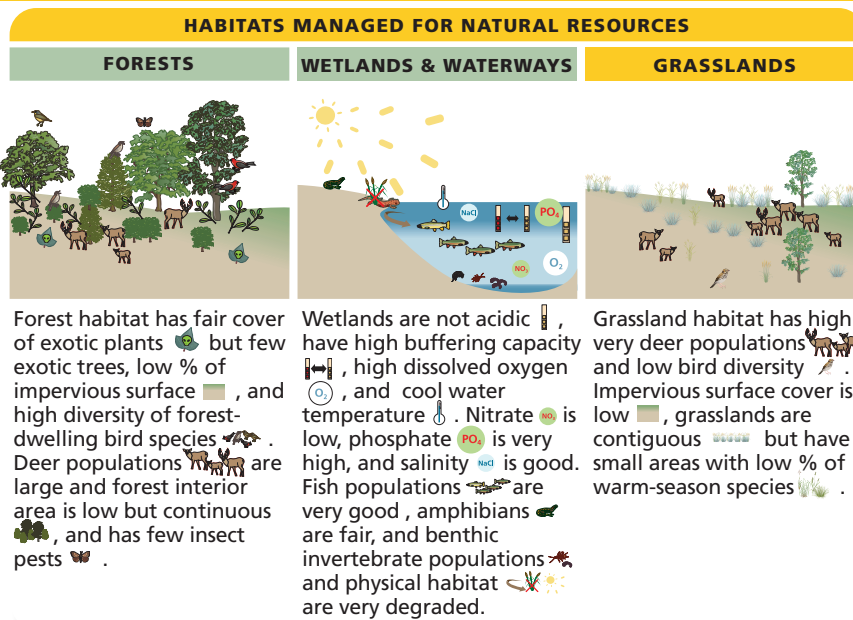 HABITATS MANAGED FOR NATURAL RESOURCES
FORESTS
WETLANDS & WATERWAYS
GRASSLANDS
NaCl
PO₄
NO₃
O₂
Forest habitat has fair cover
of exotic plants but few
exotic trees, low % of
impervious surface , and
high diversity of forest-
dwelling bird species .
Deer populations are
large and forest interior
area is low but continuous
, and has few insect
pests .
Wetlands are not acidic ,
have high buffering capacity
, high dissolved oxygen
O₂ , and cool water
temperature . Nitrate NO₃ is
low, phosphate PO₄ is very
high, and salinity NaCl is good.
Fish populations are
very good , amphibians
are fair, and benthic
invertebrate populations
and physical habitat
are very degraded.
Grassland habitat has high
very deer populations
and low bird diversity .
Impervious surface cover is
low , grasslands are
contiguous but have
small areas with low % of
warm-season species .